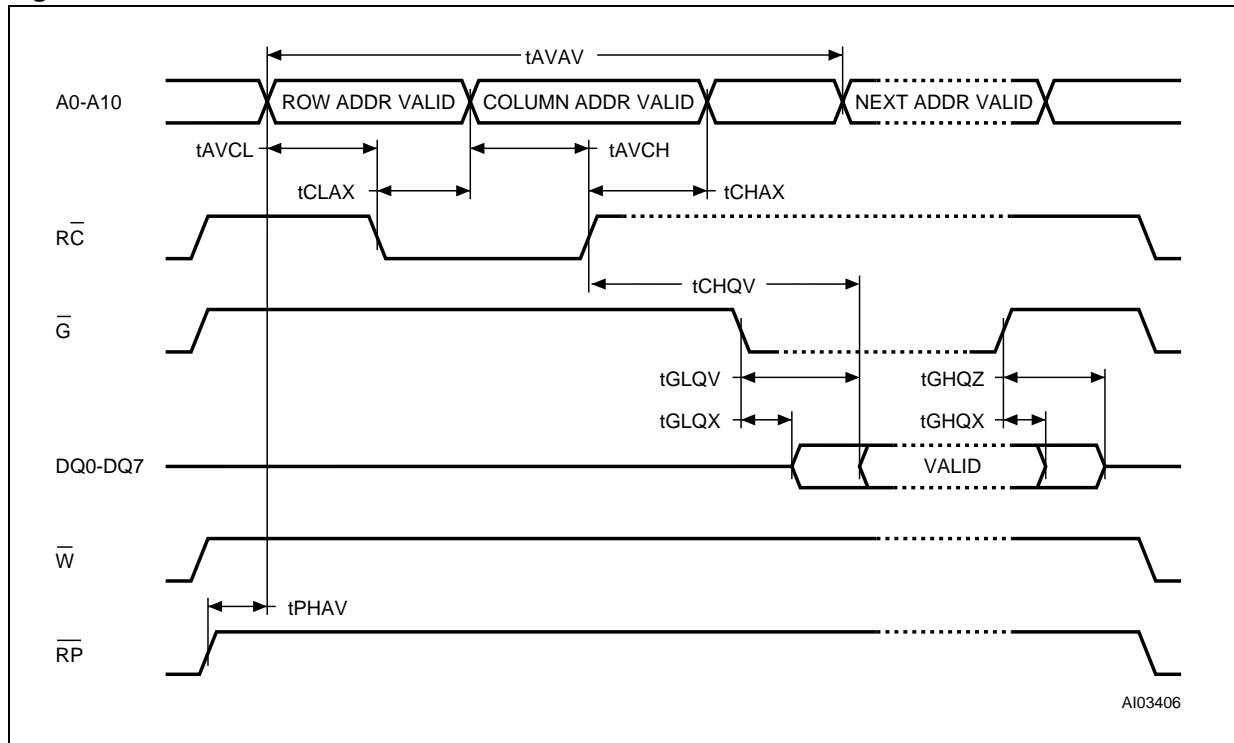 tAVAV
A0-A10
ROW ADDR VALID
COLUMN ADDR VALID
NEXT ADDR VALID
tAVCL
tAVCH
tCLAX
tCHAX
RC̅
tCHQV
G̅
tGLQV
tGHQZ
tGLQX
tGHQX
DQ0-DQ7
VALID
W̅
tPHAV
R̅P̅
AI03406